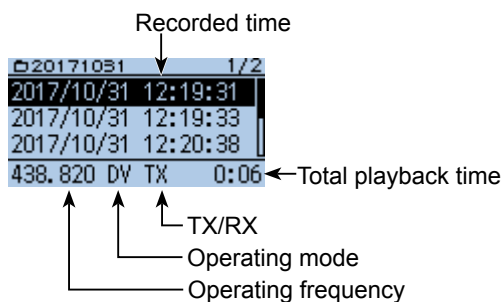 Recorded time
20171031 1/2
2017/10/31 12:19:31
2017/10/31 12:19:33
2017/10/31 12:20:38
438.820 DV TX 0:06
Total playback time
TX/RX
Operating mode
Operating frequency